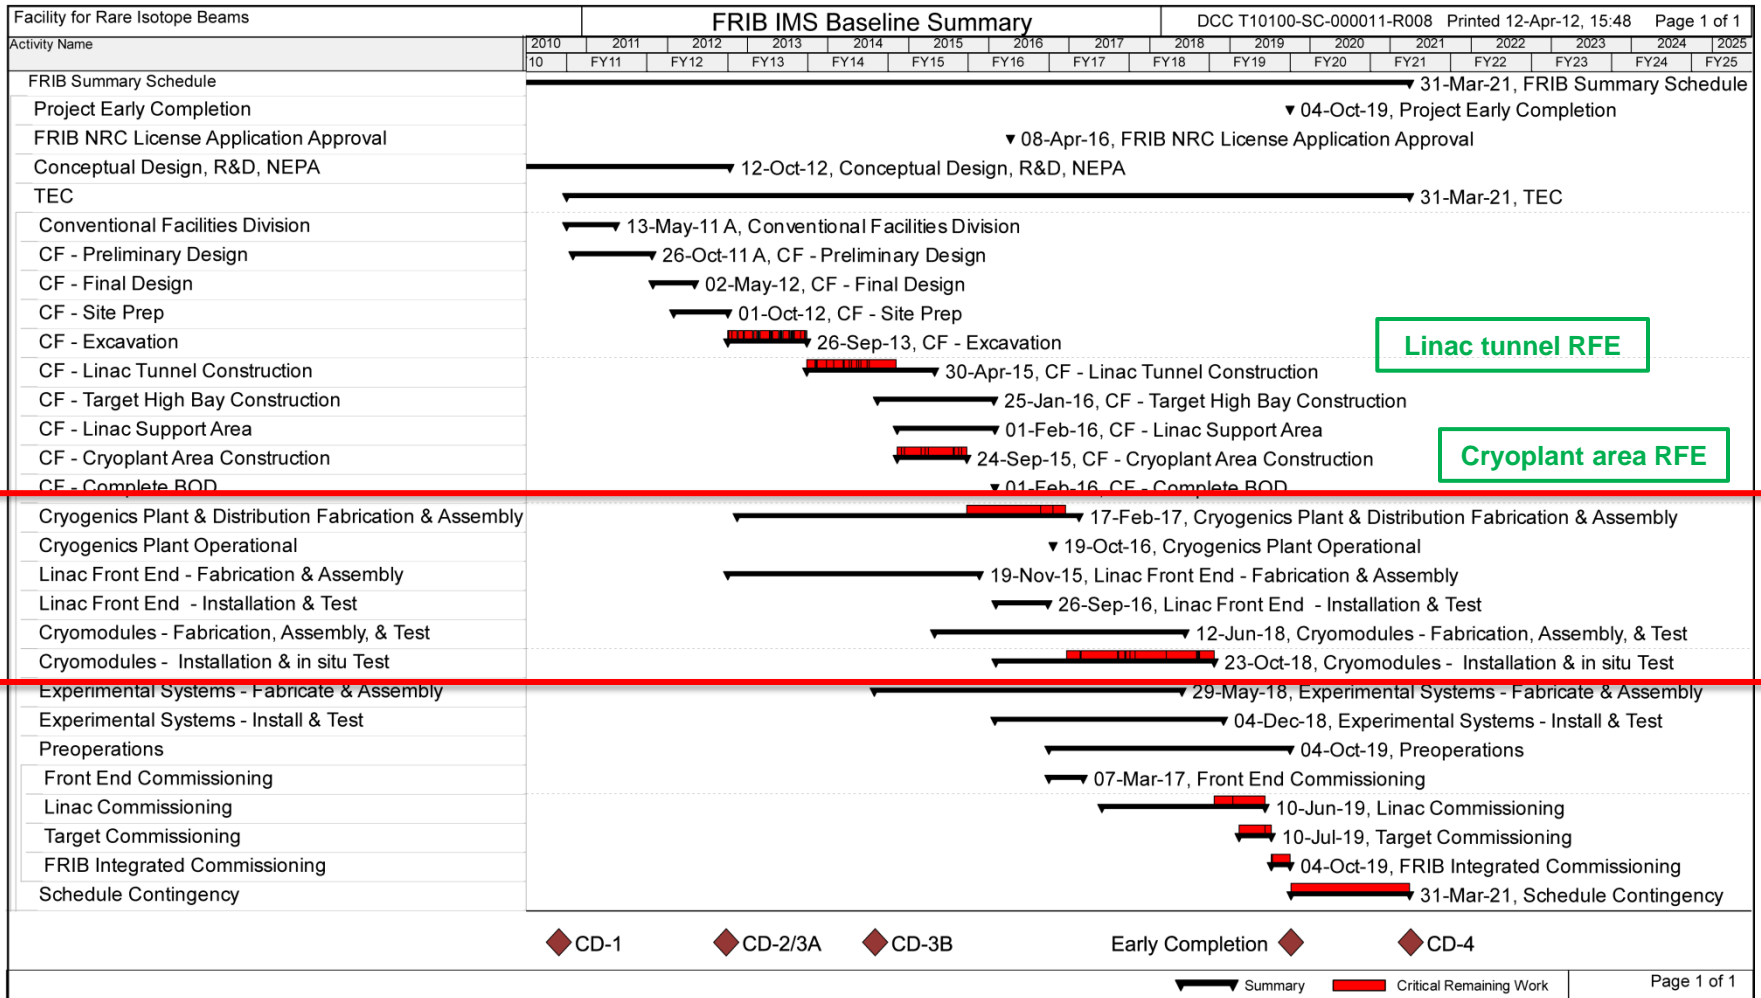 Facility for Rare Isotope Beams
FRIB IMS Baseline Summary
DCC T10100-SC-000011-R008 Printed 12-Apr-12, 15:48 Page 1 of 1
Activity Name
2010 2011 2012 2013 2014 2015 2016 2017 2018 2019 2020 2021 2022 2023 2024 2025
10 FY11 FY12 FY13 FY14 FY15 FY16 FY17 FY18 FY19 FY20 FY21 FY22 FY23 FY24 FY25
FRIB Summary Schedule 31-Mar-21, FRIB Summary Schedule
Project Early Completion 04-Oct-19, Project Early Completion
FRIB NRC License Application Approval 08-Apr-16, FRIB NRC License Application Approval
Conceptual Design, R&D, NEPA 12-Oct-12, Conceptual Design, R&D, NEPA
TEC 31-Mar-21, TEC
Conventional Facilities Division 13-May-11 A, Conventional Facilities Division
CF - Preliminary Design 26-Oct-11 A, CF - Preliminary Design
CF - Final Design 02-May-12, CF - Final Design
CF - Site Prep 01-Oct-12, CF - Site Prep
CF - Excavation 26-Sep-13, CF - Excavation
Linac tunnel RFE
CF - Linac Tunnel Construction 30-Apr-15, CF - Linac Tunnel Construction
CF - Target High Bay Construction 25-Jan-16, CF - Target High Bay Construction
CF - Linac Support Area 01-Feb-16, CF - Linac Support Area
CF - Cryoplant Area Construction 24-Sep-15, CF - Cryoplant Area Construction
Cryoplant area RFE
CF - Complete BOD 01-Feb-16, CF - Complete BOD
Cryogenics Plant & Distribution Fabrication & Assembly 17-Feb-17, Cryogenics Plant & Distribution Fabrication & Assembly
Cryogenics Plant Operational 19-Oct-16, Cryogenics Plant Operational
Linac Front End - Fabrication & Assembly 19-Nov-15, Linac Front End - Fabrication & Assembly
Linac Front End - Installation & Test 26-Sep-16, Linac Front End - Installation & Test
Cryomodules - Fabrication, Assembly, & Test 12-Jun-18, Cryomodules - Fabrication, Assembly, & Test
Cryomodules - Installation & in situ Test 23-Oct-18, Cryomodules - Installation & in situ Test
Experimental Systems - Fabricate & Assembly 29-May-18, Experimental Systems - Fabricate & Assembly
Experimental Systems - Install & Test 04-Dec-18, Experimental Systems - Install & Test
Preoperations 04-Oct-19, Preoperations
Front End Commissioning 07-Mar-17, Front End Commissioning
Linac Commissioning 10-Jun-19, Linac Commissioning
Target Commissioning 10-Jul-19, Target Commissioning
FRIB Integrated Commissioning 04-Oct-19, FRIB Integrated Commissioning
Schedule Contingency 31-Mar-21, Schedule Contingency
CD-1 CD-2/3A CD-3B Early Completion CD-4
Summary Critical Remaining Work Page 1 of 1